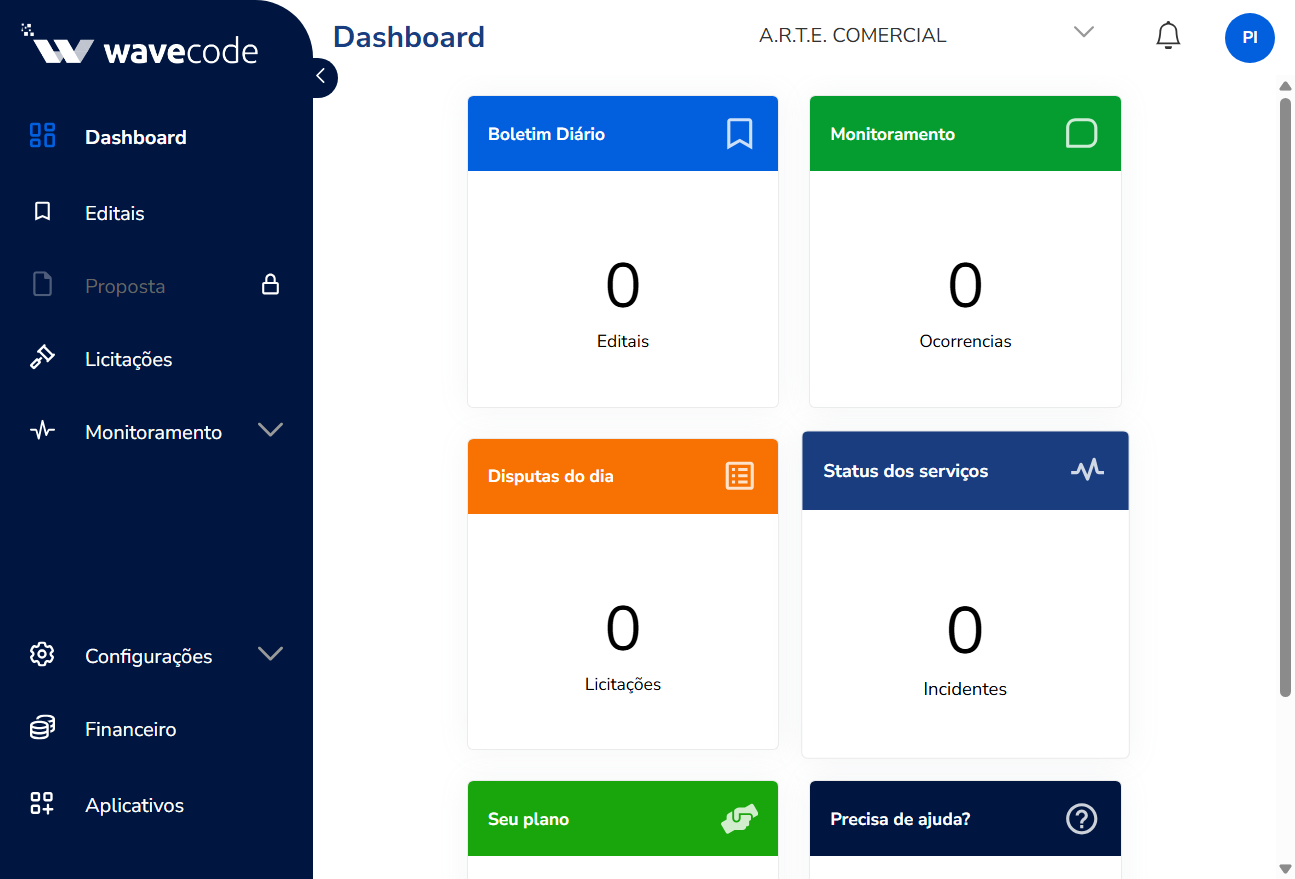 wavecode
Dashboard
Editais
Proposta
Licitações
Monitoramento
Configurações
Financeiro
Aplicativos
Dashboard
A.R.T.E. COMERCIAL
PI
Boletim Diário
0
Editais
Monitoramento
0
Ocorrencias
Disputas do dia
0
Licitações
Status dos serviços
0
Incidentes
Seu plano
Precisa de ajuda?